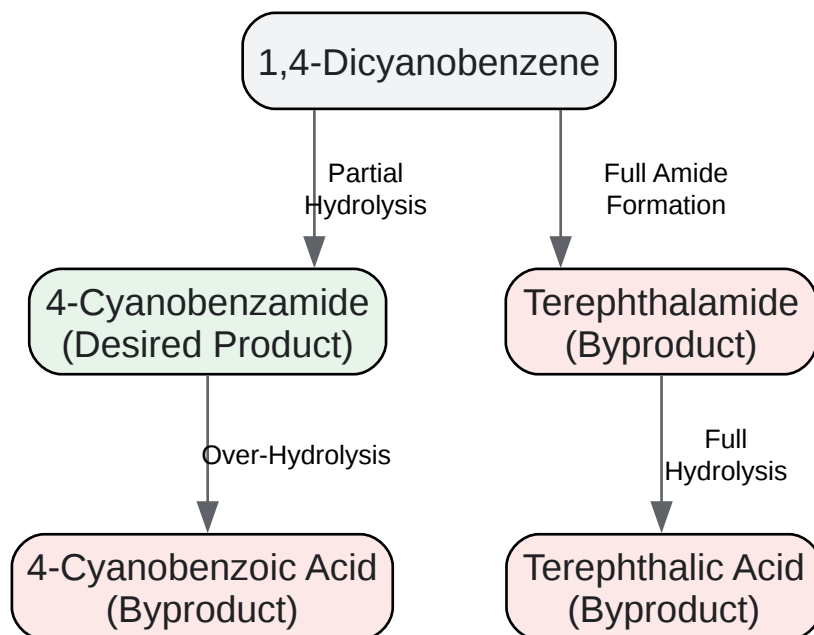 1,4-Dicyanobenzene
Partial
Hydrolysis
Full Amide
Formation
4-Cyanobenzamide
(Desired Product)
Terephthalamide
(Byproduct)
Over-Hydrolysis
Full
Hydrolysis
4-Cyanobenzoic Acid
(Byproduct)
Terephthalic Acid
(Byproduct)